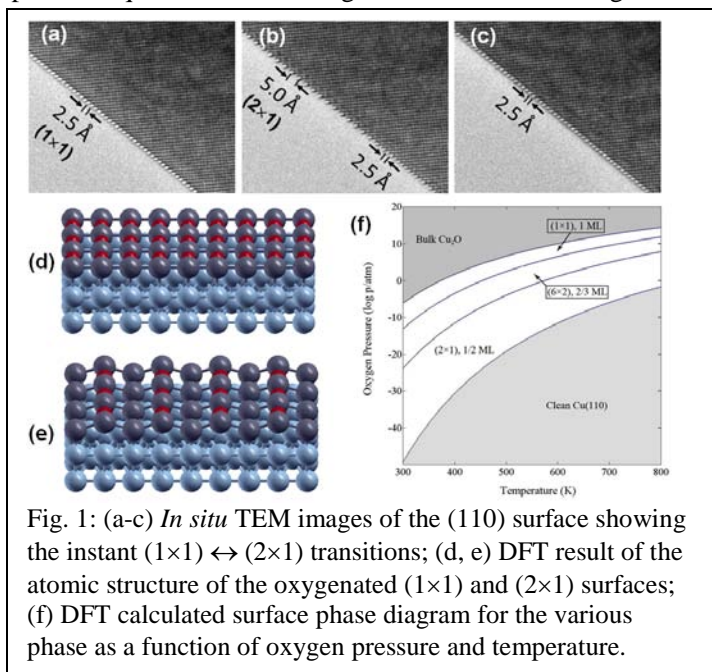 (a)
(b)
(c)
2.5 Å
(1×1)
5.0 Å
(2×1)
2.5 Å
2.5 Å
(d)
(e)
(f)
20
10
0
-10
-20
-30
-40
Oxygen Pressure (log p/atm)
Bulk Cu2O
(1×1), 1 ML
(6×2), 2/3 ML
(2×1), 1/2 ML
Clean Cu(110)
300
400
500
600
700
800
Temperature (K)
Fig. 1: (a-c) In situ TEM images of the (110) surface showing
the instant (1×1) ↔ (2×1) transitions; (d, e) DFT result of the
atomic structure of the oxygenated (1×1) and (2×1) surfaces;
(f) DFT calculated surface phase diagram for the various
phase as a function of oxygen pressure and temperature.